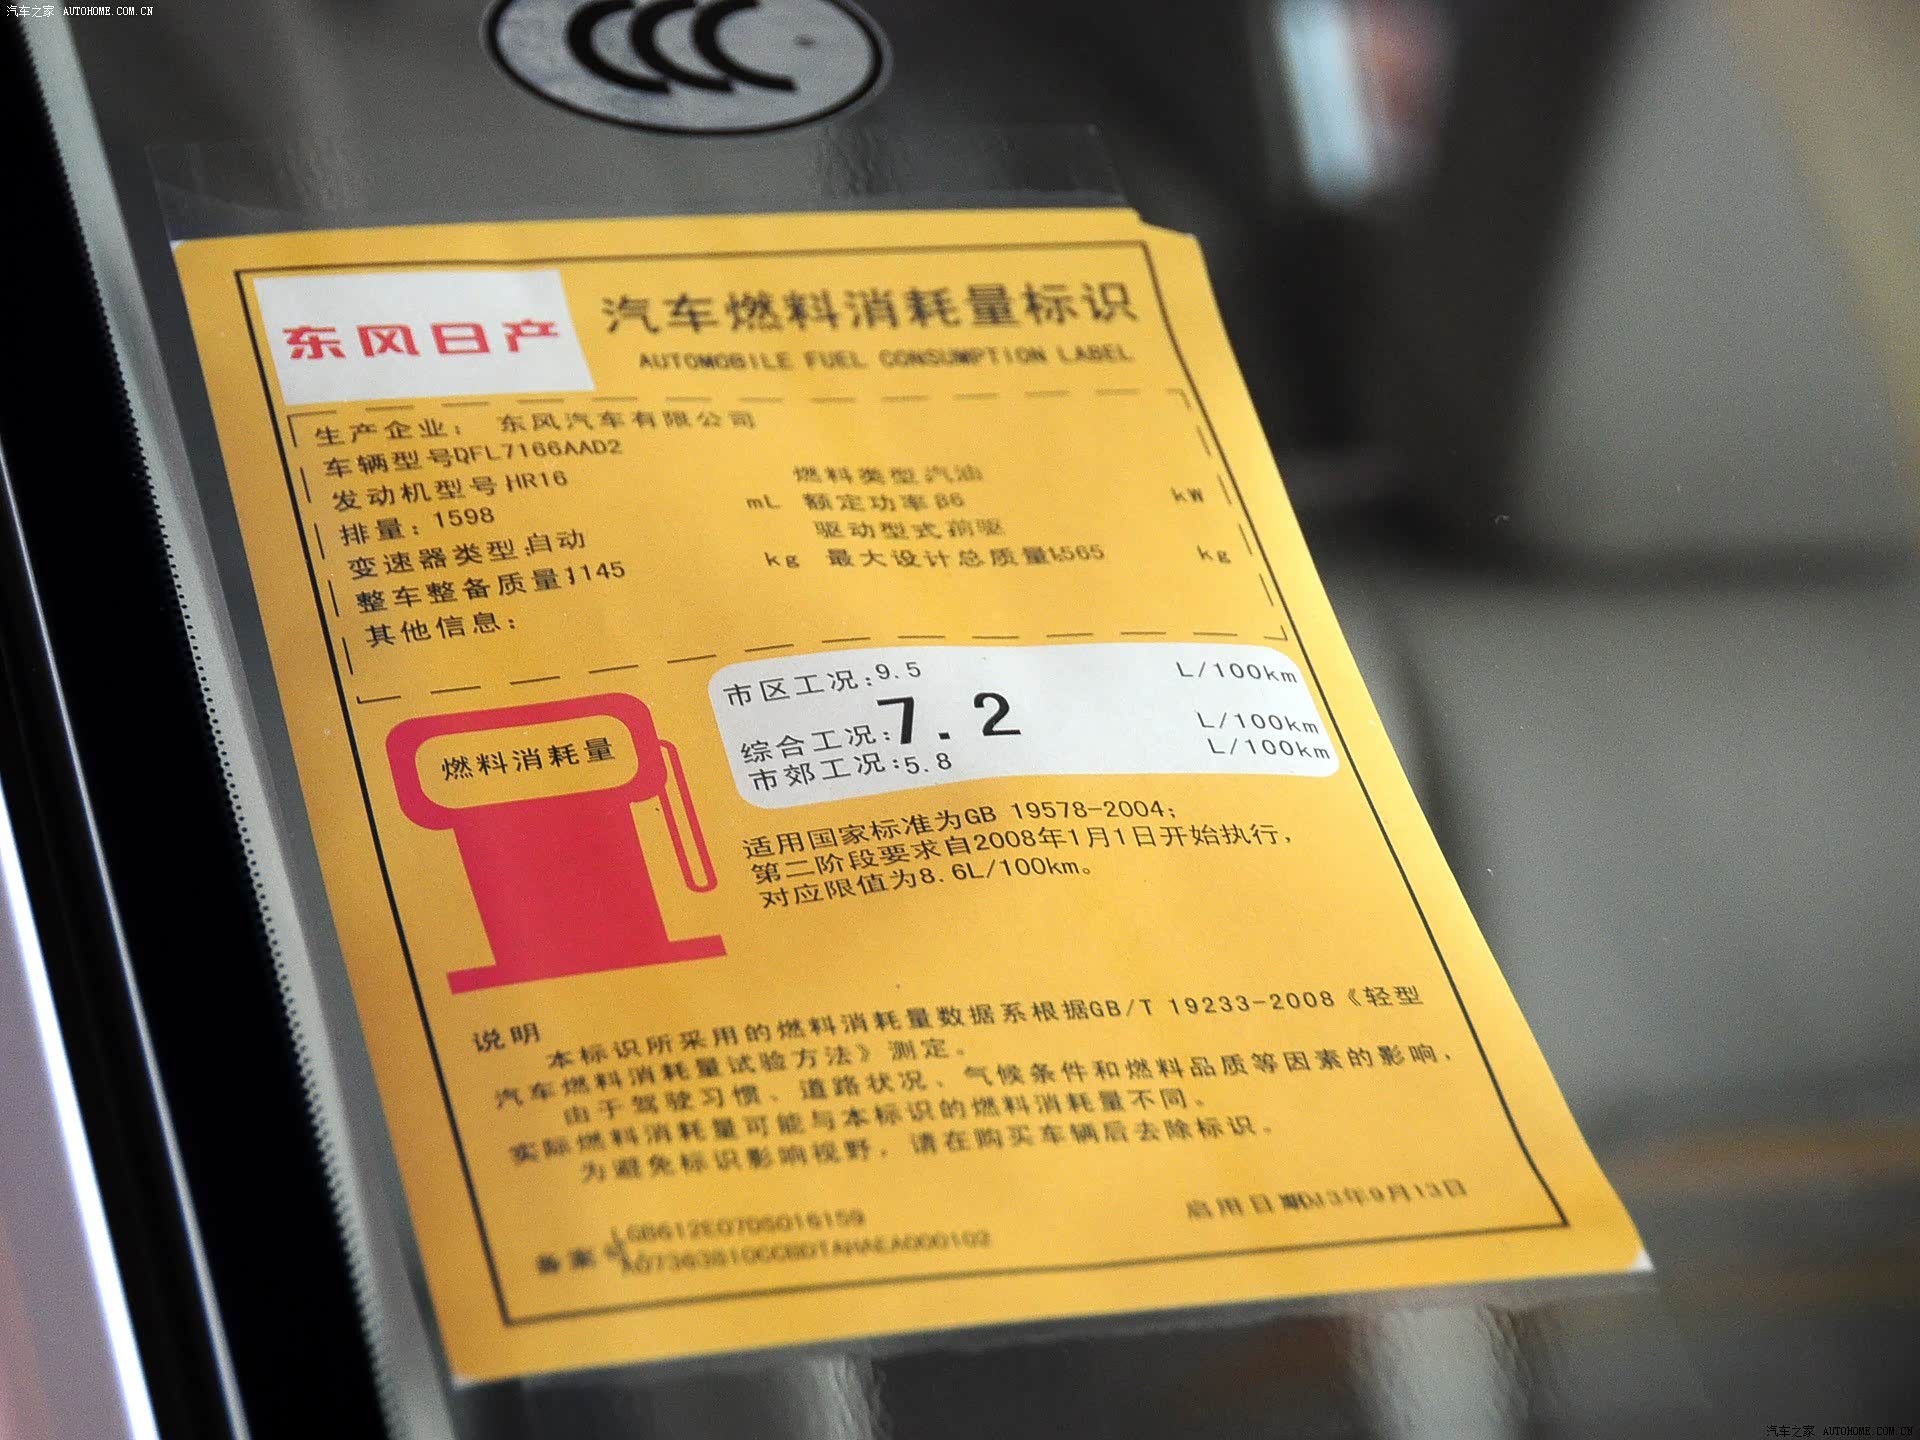 汽车之家 AUTOHOME.COM.CN
CCC
东风日产
汽车燃料消耗量标识
AUTOMOBILE FUEL CONSUMPTION LABEL
生产企业: 东风汽车有限公司
车辆型号DFL7166AAD2
发动机型号HR16 燃料类型汽油
排量: 1598 mL 额定功率86 kW
变速器类型:自动 驱动型式前驱
整车整备质量1145 kg 最大设计总质量1565 kg
其他信息:
燃料消耗量
市区工况:9.5 L/100km
综合工况:7.2 L/100km
市郊工况:5.8 L/100km
适用国家标准为GB 19578-2004;
第二阶段要求自2008年1月1日开始执行,
对应限值为8.6L/100km。
说明
本标识所采用的燃料消耗量数据系根据GB/T 19233-2008《轻型
汽车燃料消耗量试验方法》测定。
由于驾驶习惯、道路状况、气候条件和燃料品质等因素的影响,
实际燃料消耗量可能与本标识的燃料消耗量不同。
为避免标识影响视野,请在购买车辆后去除标识。
备案号
启用日期 9月13日
汽车之家 AUTOHOME.COM.CN